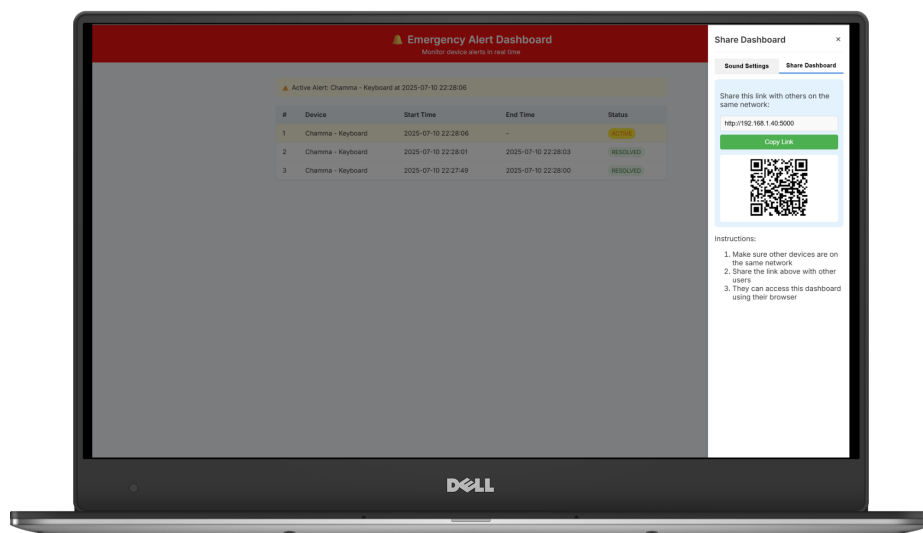 🔔 Emergency Alert Dashboard
Monitor device alerts in real time
Active Alert: Chamma - Keyboard at 2025-07-10 22:28:06
# Device Start Time End Time Status
1 Chamma - Keyboard 2025-07-10 22:28:06 - ACTIVE
2 Chamma - Keyboard 2025-07-10 22:28:01 2025-07-10 22:28:03 RESOLVED
3 Chamma - Keyboard 2025-07-10 22:27:49 2025-07-10 22:28:00 RESOLVED
Share Dashboard ×
Sound Settings Share Dashboard
Share this link with others on the
same network:
http://192.168.1.40:5000
Copy Link
Instructions:
1. Make sure other devices are on
the same network
2. Share the link above with other
users
3. They can access this dashboard
using their browser
DELL